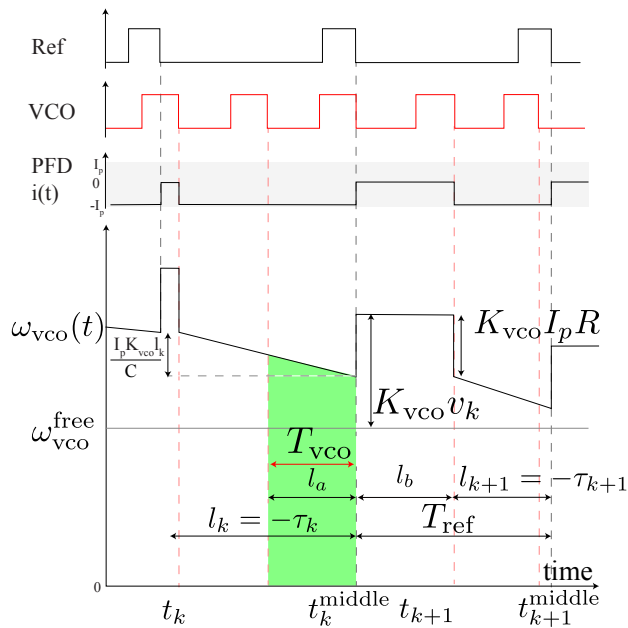 Ref
VCO
PFD
i(t)
I_p
0
-I_p
ω_vco(t)
I_p K_vco l_k / C
K_vco I_p R
K_vco v_k
ω_vco^free
T_vco
l_a
l_b
l_{k+1} = −τ_{k+1}
l_k = −τ_k
T_ref
time
0
t_k
t_k^middle
t_{k+1}
t_{k+1}^middle